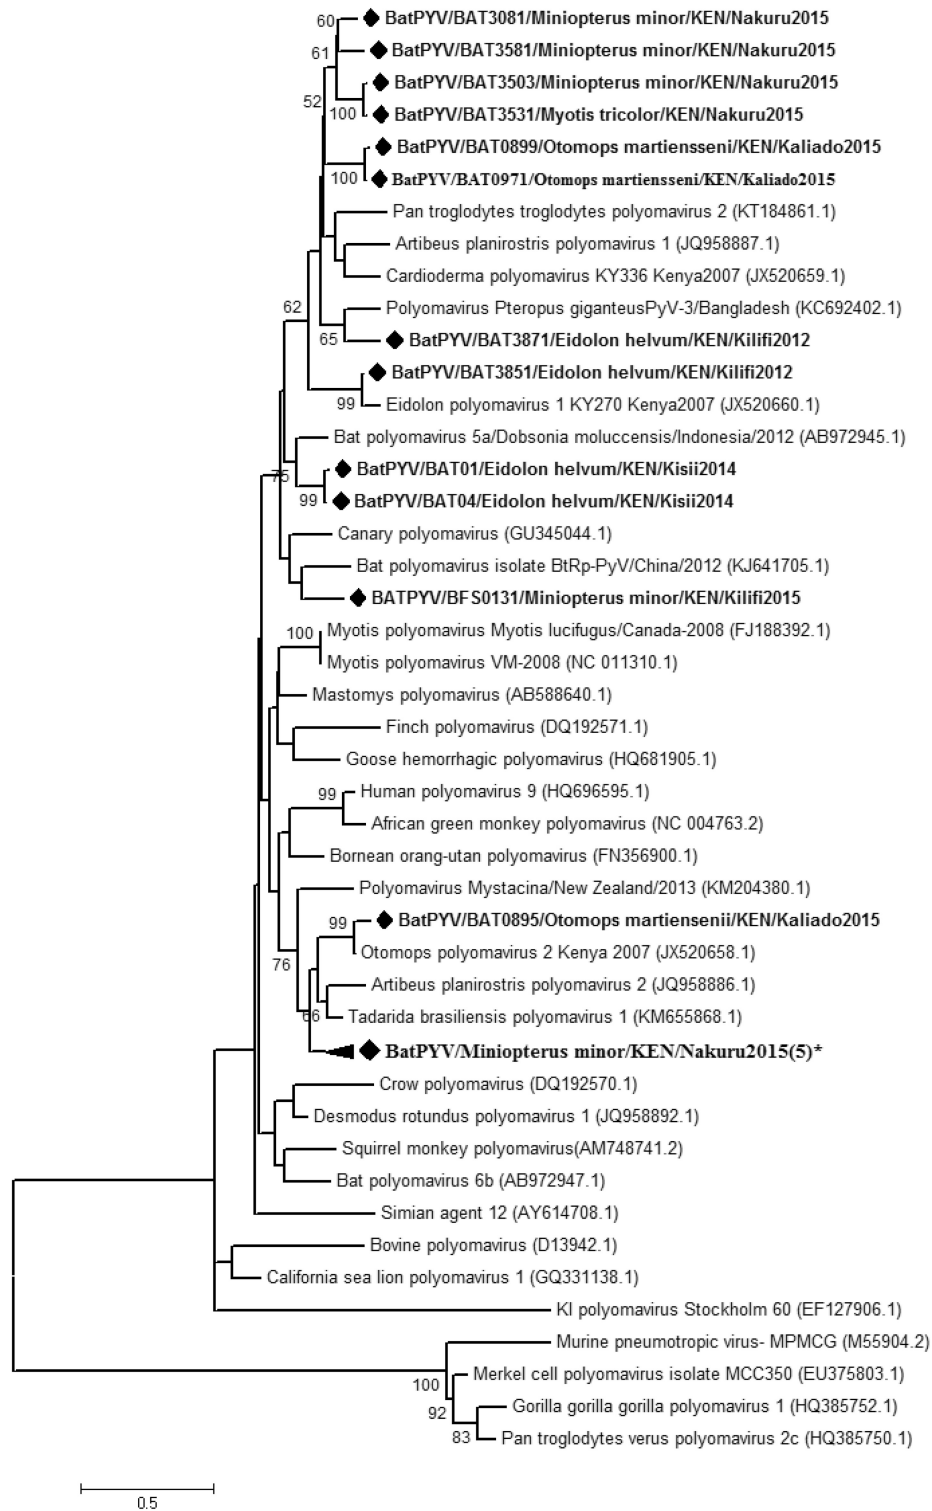 60
BatPYV/BAT3081/Miniopterus minor/KEN/Nakuru2015
61
BatPYV/BAT3581/Miniopterus minor/KEN/Nakuru2015
BatPYV/BAT3503/Miniopterus minor/KEN/Nakuru2015
52
100
BatPYV/BAT3531/Myotis tricolor/KEN/Nakuru2015
BatPYV/BAT0899/Otomops martiensseni/KEN/Kaliado2015
100
BatPYV/BAT0971/Otomops martiensseni/KEN/Kaliado2015
Pan troglodytes troglodytes polyomavirus 2 (KT184861.1)
Artibeus planirostris polyomavirus 1 (JQ958887.1)
Cardioderma polyomavirus KY336 Kenya2007 (JX520659.1)
62
Polyomavirus Pteropus giganteusPyV-3/Bangladesh (KC692402.1)
65
BatPYV/BAT3871/Eidolon helvum/KEN/Kilifi2012
BatPYV/BAT3851/Eidolon helvum/KEN/Kilifi2012
99
Eidolon polyomavirus 1 KY270 Kenya2007 (JX520660.1)
Bat polyomavirus 5a/Dobsonia moluccensis/Indonesia/2012 (AB972945.1)
75
BatPYV/BAT01/Eidolon helvum/KEN/Kisii2014
99
BatPYV/BAT04/Eidolon helvum/KEN/Kisii2014
Canary polyomavirus (GU345044.1)
Bat polyomavirus isolate BtRp-PyV/China/2012 (KJ641705.1)
BATPYV/BFS0131/Miniopterus minor/KEN/Kilifi2015
100
Myotis polyomavirus Myotis lucifugus/Canada-2008 (FJ188392.1)
Myotis polyomavirus VM-2008 (NC 011310.1)
Mastomys polyomavirus (AB588640.1)
Finch polyomavirus (DQ192571.1)
Goose hemorrhagic polyomavirus (HQ681905.1)
99
Human polyomavirus 9 (HQ696595.1)
African green monkey polyomavirus (NC 004763.2)
Bornean orang-utan polyomavirus (FN356900.1)
Polyomavirus Mystacina/New Zealand/2013 (KM204380.1)
99
BatPYV/BAT0895/Otomops martiensenii/KEN/Kaliado2015
Otomops polyomavirus 2 Kenya 2007 (JX520658.1)
76
Artibeus planirostris polyomavirus 2 (JQ958886.1)
66
Tadarida brasiliensis polyomavirus 1 (KM655868.1)
BatPYV/Miniopterus minor/KEN/Nakuru2015(5)*
Crow polyomavirus (DQ192570.1)
Desmodus rotundus polyomavirus 1 (JQ958892.1)
Squirrel monkey polyomavirus(AM748741.2)
Bat polyomavirus 6b (AB972947.1)
Simian agent 12 (AY614708.1)
Bovine polyomavirus (D13942.1)
California sea lion polyomavirus 1 (GQ331138.1)
KI polyomavirus Stockholm 60 (EF127906.1)
Murine pneumotropic virus- MPMCG (M55904.2)
Merkel cell polyomavirus isolate MCC350 (EU375803.1)
100
Gorilla gorilla gorilla polyomavirus 1 (HQ385752.1)
92
83
Pan troglodytes verus polyomavirus 2c (HQ385750.1)
0.5